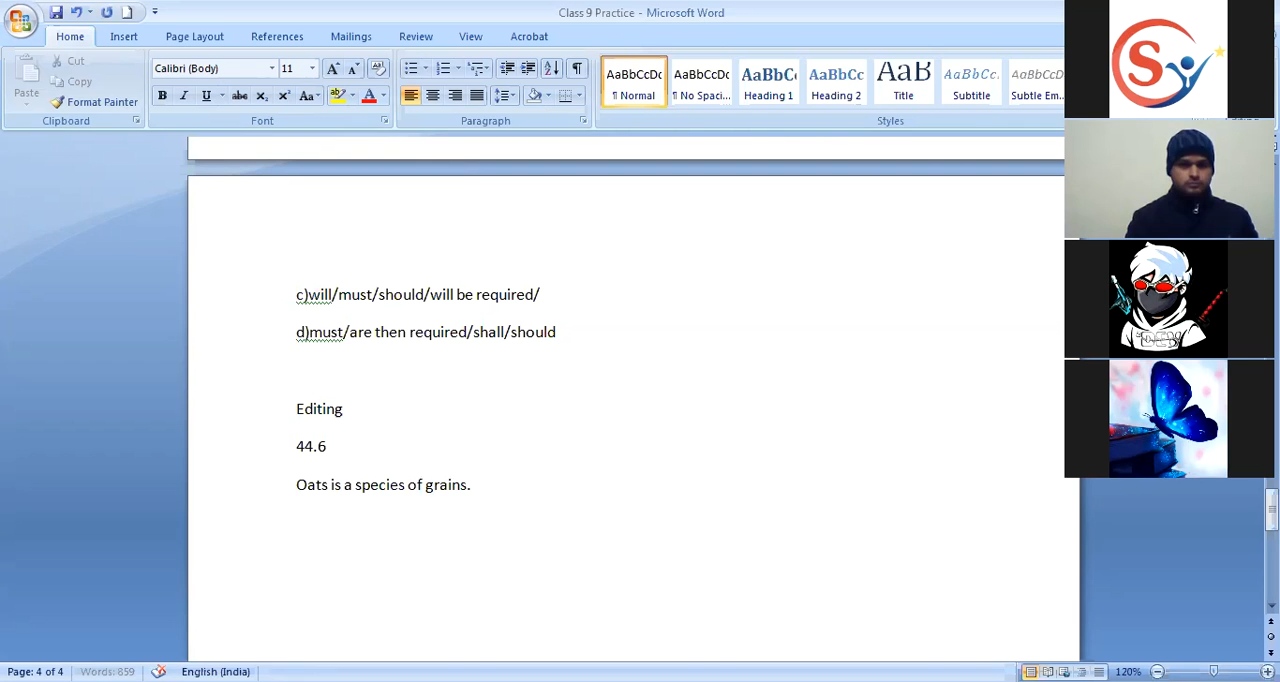 Class 9 Practice - Microsoft Word
Home Insert Page Layout References Mailings Review View Acrobat
Cut
Copy
Paste
Format Painter
Calibri (Body) 11
AaBbCcDc AaBbCcDc AaBbCc AaBbCc AaB AaBbCc. AaBbCcDc
¶ Normal ¶ No Spaci... Heading 1 Heading 2 Title Subtitle Subtle Em...
Clipboard Font Paragraph Styles
c)will/must/should/will be required/
d)must/are then required/shall/should
Editing
44.6
Oats is a species of grains.
Page: 4 of 4 Words: 859 English (India) 120%
S